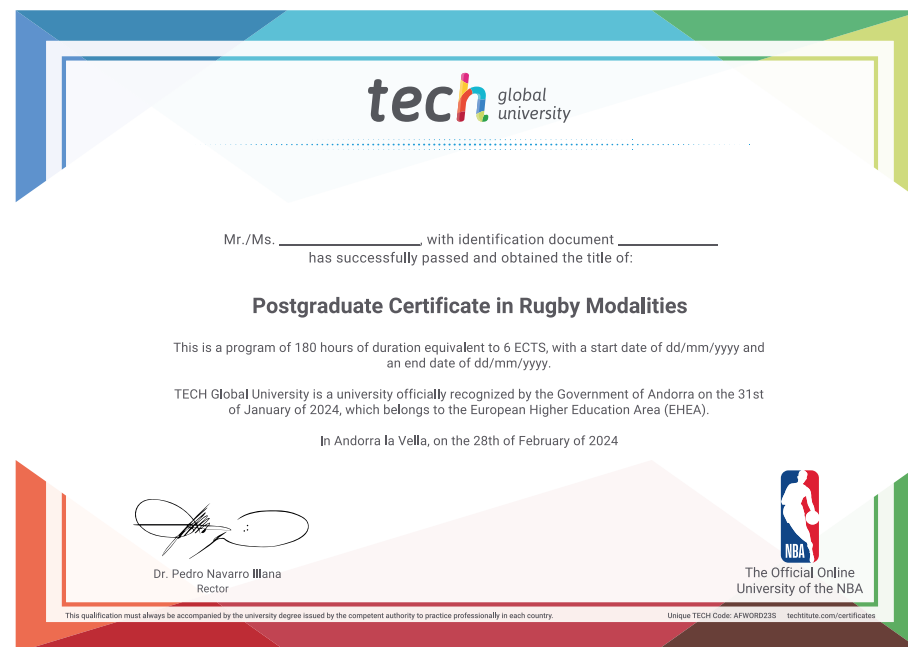 tech global
university
Mr./Ms. ____________________, with identification document ______________
has successfully passed and obtained the title of:
Postgraduate Certificate in Rugby Modalities
This is a program of 180 hours of duration equivalent to 6 ECTS, with a start date of dd/mm/yyyy and
an end date of dd/mm/yyyy.
TECH Global University is a university officially recognized by the Government of Andorra on the 31st
of January of 2024, which belongs to the European Higher Education Area (EHEA).
In Andorra la Vella, on the 28th of February of 2024
NBA
Dr. Pedro Navarro Illana
Rector
The Official Online
University of the NBA
This qualification must always be accompanied by the university degree issued by the competent authority to practice professionally in each country.
Unique TECH Code: AFWORD23S techtitute.com/certificates